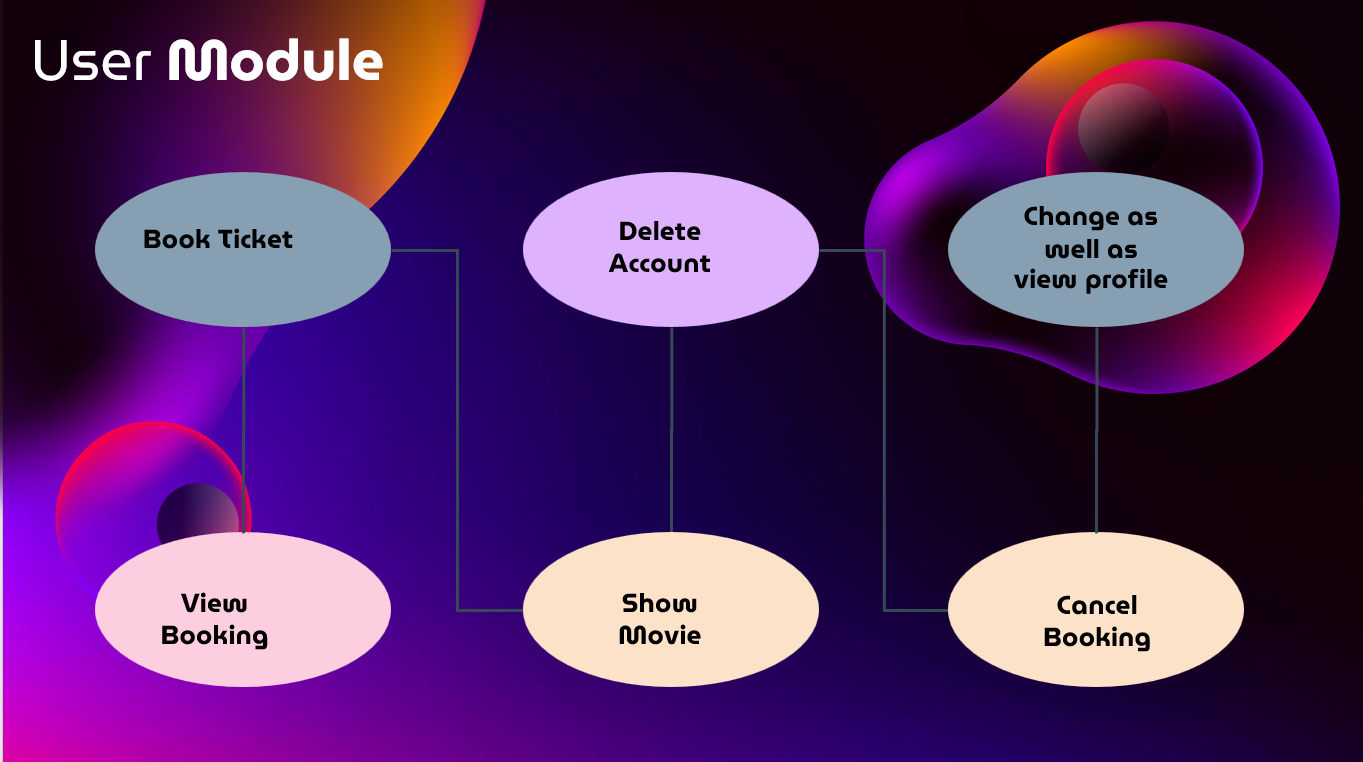 User Module
Book Ticket
Delete
Account
Change as
well as
view profile
View
Booking
Show
Movie
Cancel
Booking